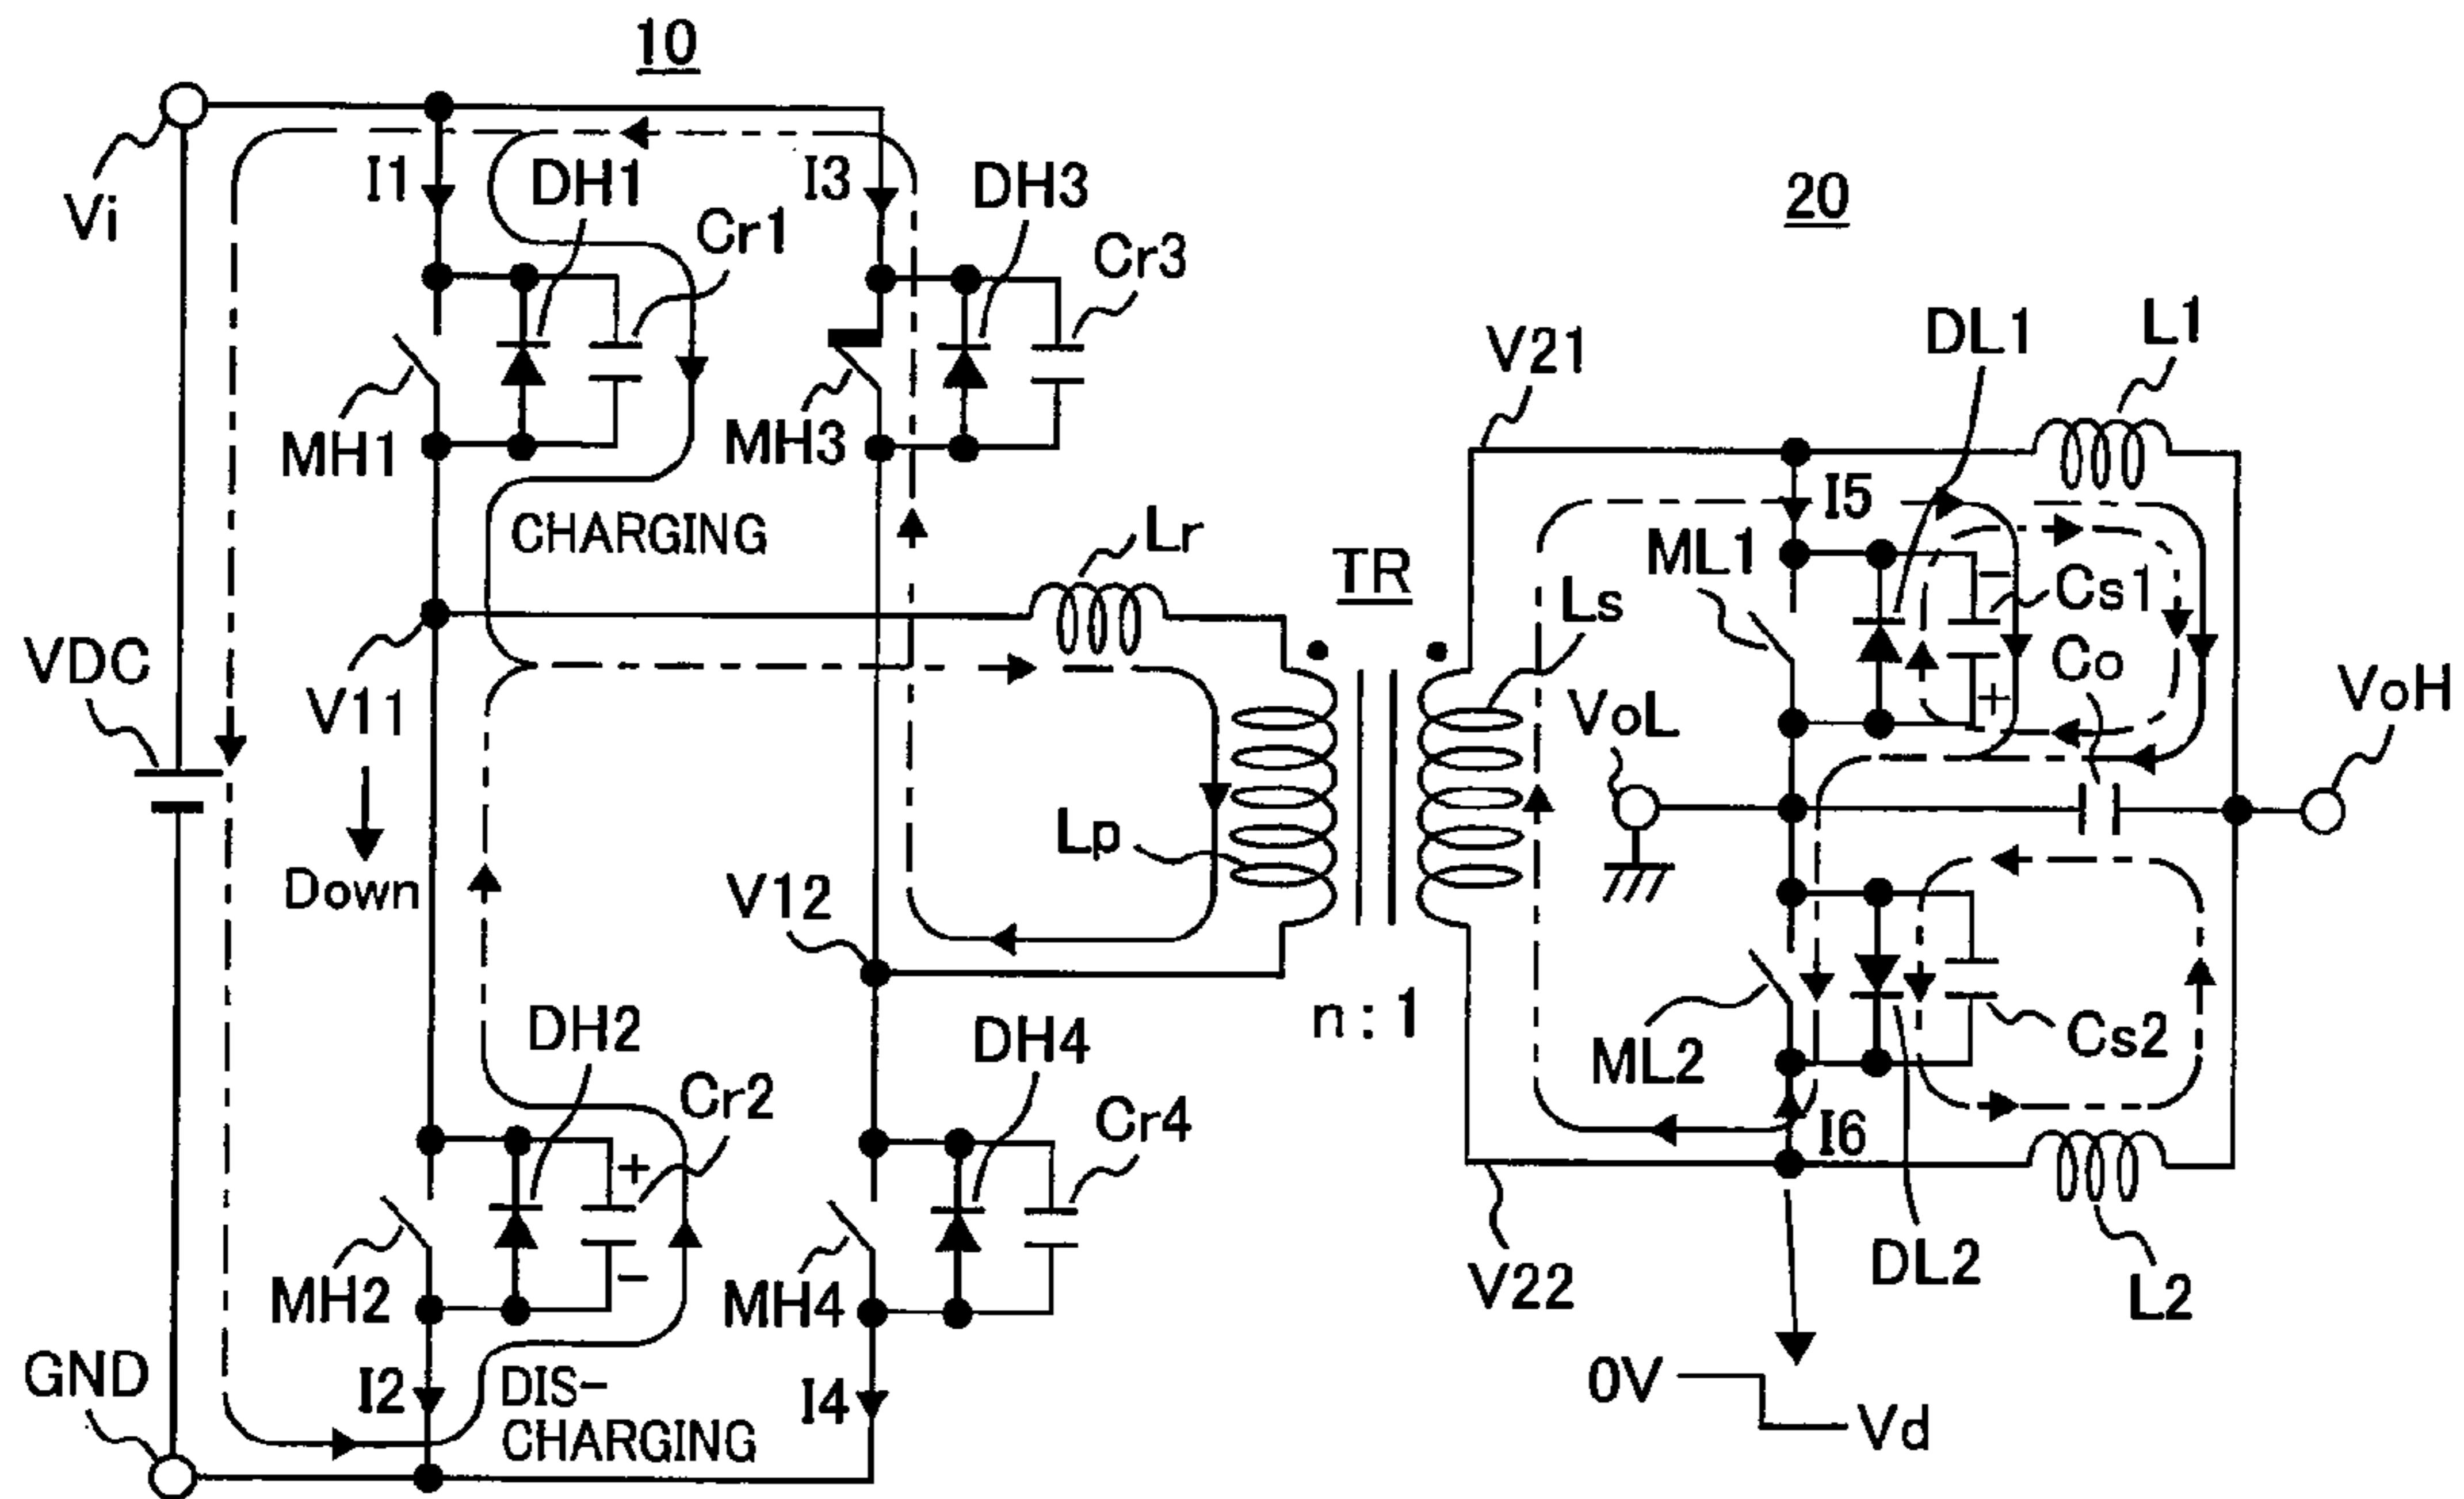 10
Vi
I1
DH1
Cr1
I3
DH3
Cr3
20
MH1
MH3
CHARGING
V21
DL1
L1
I5
ML1
Cs1
−
+
Co
Lr
TR
Ls
VDC
V11
Down
VoL
VoH
Lp
V12
n : 1
DH2
Cr2
+
−
DH4
Cr4
ML2
Cs2
I6
MH2
MH4
V22
DL2
L2
GND
I2
DIS-
CHARGING
I4
0V
Vd